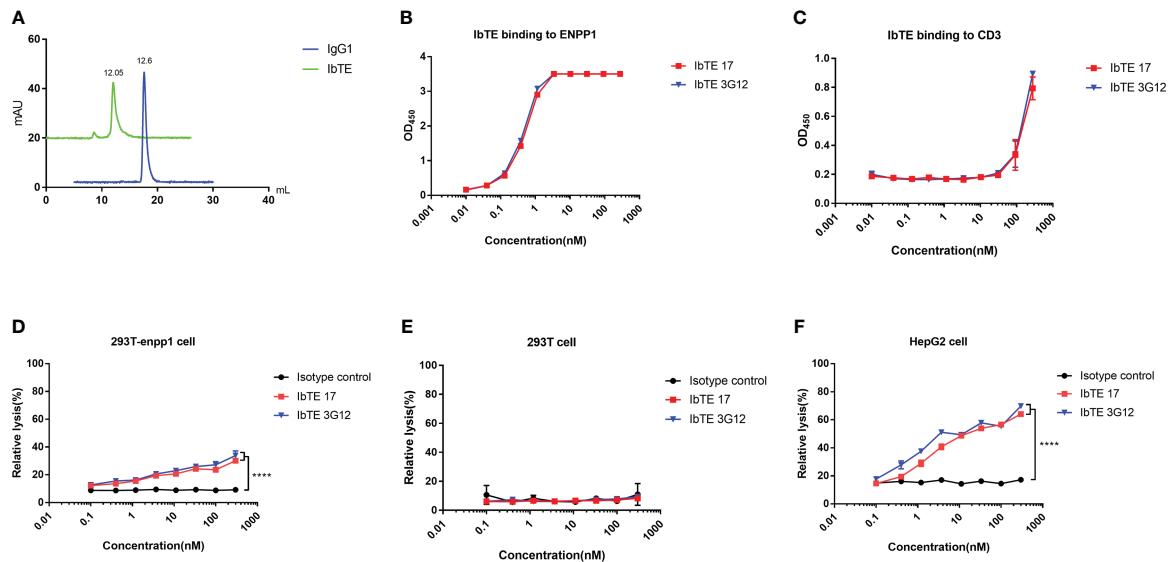 A
12.05
12.6
IgG1
IbTE
mAU
60
40
20
0
0
10
20
30
40
mL
B
IbTE binding to ENPP1
IbTE 17
IbTE 3G12
OD450
4
3
2
1
0
0.001
0.01
0.1
1
10
100
1000
Concentration(nM)
C
IbTE binding to CD3
IbTE 17
IbTE 3G12
OD450
1.0
0.8
0.6
0.4
0.2
0.0
0.001
0.01
0.1
1
10
100
1000
Concentration(nM)
D
293T-enpp1 cell
Isotype control
IbTE 17
IbTE 3G12
Relative lysis(%)
100
80
60
40
20
0
****
0.01
0.1
1
10
100
1000
Concentration(nM)
E
293T cell
Isotype control
IbTE 17
IbTE 3G12
Relative lysis(%)
100
80
60
40
20
0
0.01
0.1
1
10
100
1000
Concentration(nM)
F
HepG2 cell
Isotype control
IbTE 17
IbTE 3G12
Relative lysis(%)
100
80
60
40
20
0
****
0.01
0.1
1
10
100
1000
Concentration(nM)